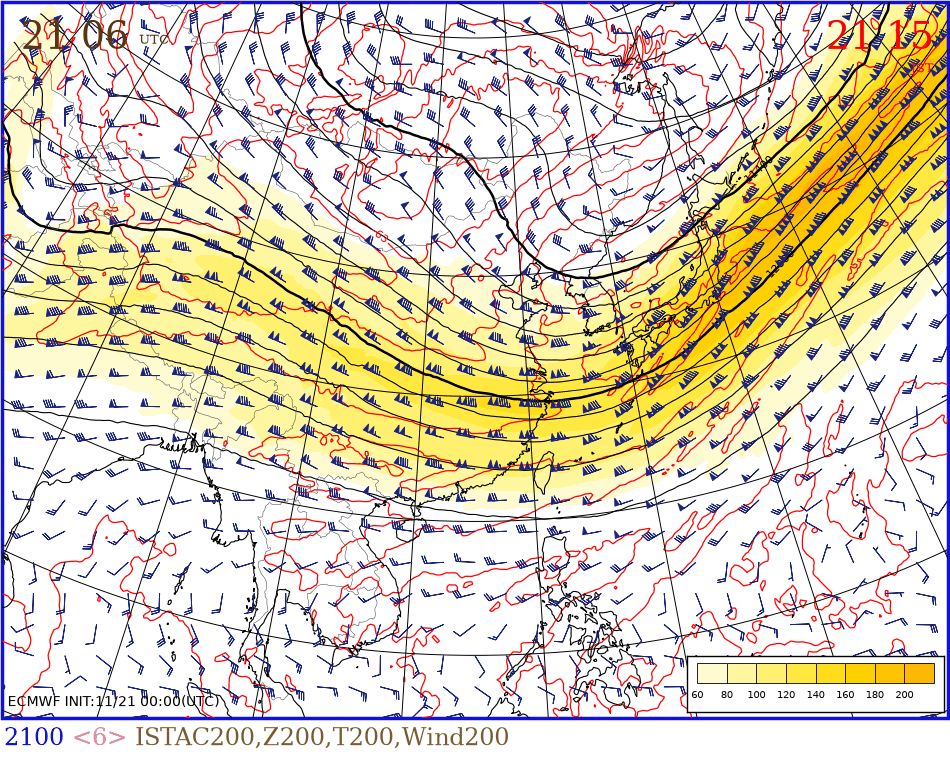 21 06 UTC
21 15
JST
60 80 100 120 140 160 180 200
ECMWF INIT:11/21 00:00(UTC)
2100 <6> ISTAC200,Z200,T200,Wind200